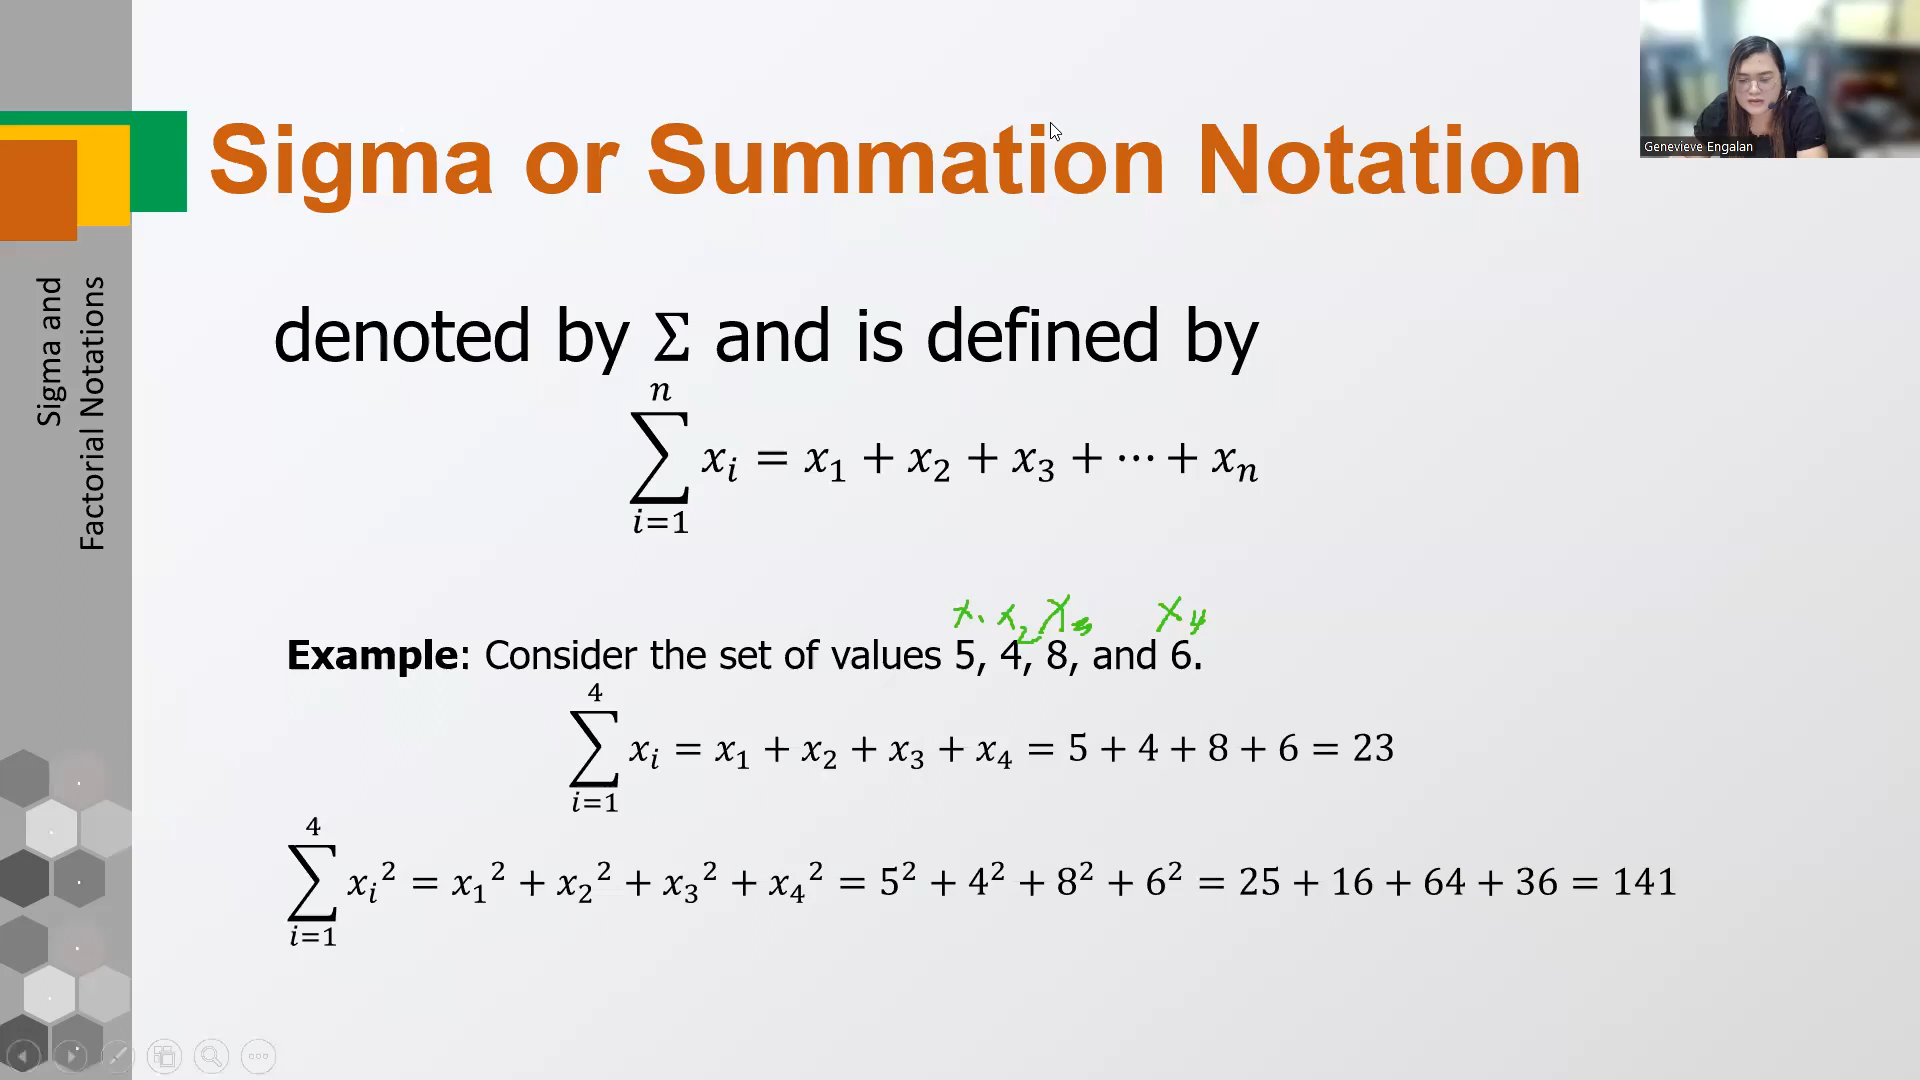 Genevieve Engalan
Sigma or Summation Notation
Sigma and
Factorial Notations
denoted by Σ and is defined by
n
∑ xᵢ = x₁ + x₂ + x₃ + ⋯ + xₙ
i=1
x₁ x₂ x₃ x₄
Example: Consider the set of values 5, 4, 8, and 6.
4
∑ xᵢ = x₁ + x₂ + x₃ + x₄ = 5 + 4 + 8 + 6 = 23
i=1
4
∑ xᵢ² = x₁² + x₂² + x₃² + x₄² = 5² + 4² + 8² + 6² = 25 + 16 + 64 + 36 = 141
i=1